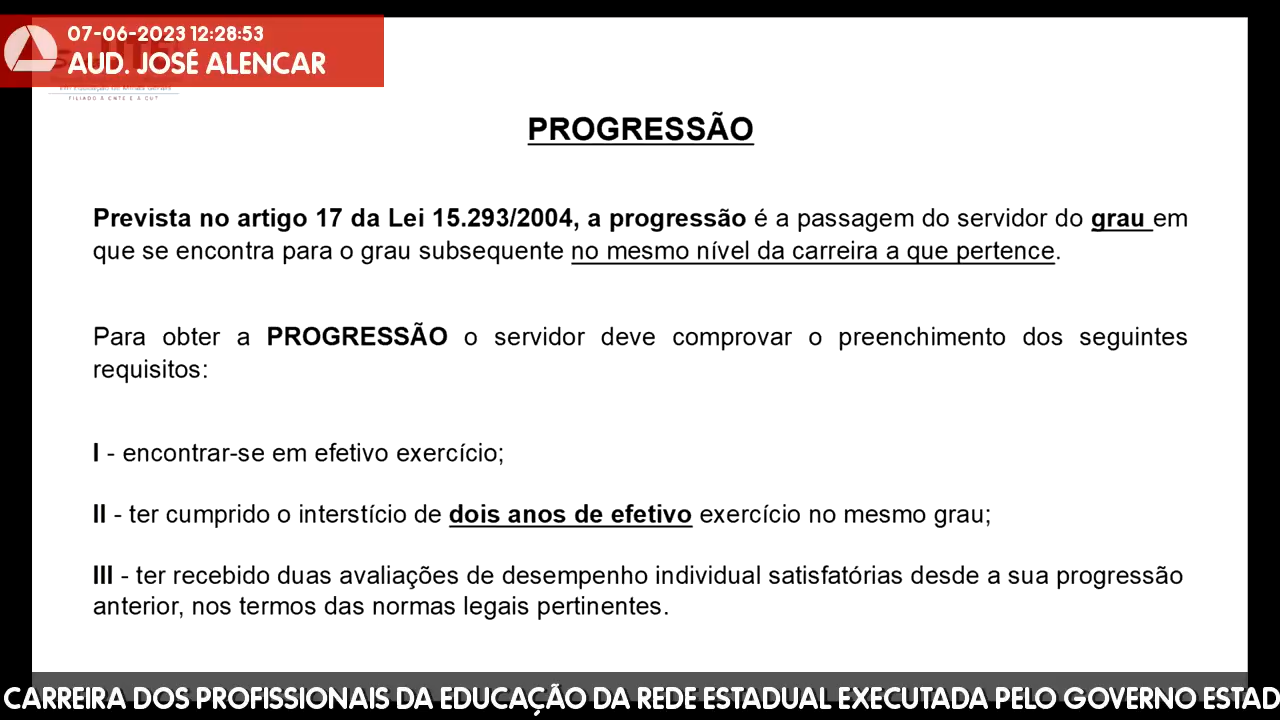 07-06-2023 12:28:53
AUD. JOSÉ ALENCAR
FILIADO À CNTE E À CUT
PROGRESSÃO
Prevista no artigo 17 da Lei 15.293/2004, a progressão é a passagem do servidor do grau em
que se encontra para o grau subsequente no mesmo nível da carreira a que pertence.
Para obter a PROGRESSÃO o servidor deve comprovar o preenchimento dos seguintes
requisitos:
I - encontrar-se em efetivo exercício;
II - ter cumprido o interstício de dois anos de efetivo exercício no mesmo grau;
III - ter recebido duas avaliações de desempenho individual satisfatórias desde a sua progressão
anterior, nos termos das normas legais pertinentes.
CARREIRA DOS PROFISSIONAIS DA EDUCAÇÃO DA REDE ESTADUAL EXECUTADA PELO GOVERNO ESTAD